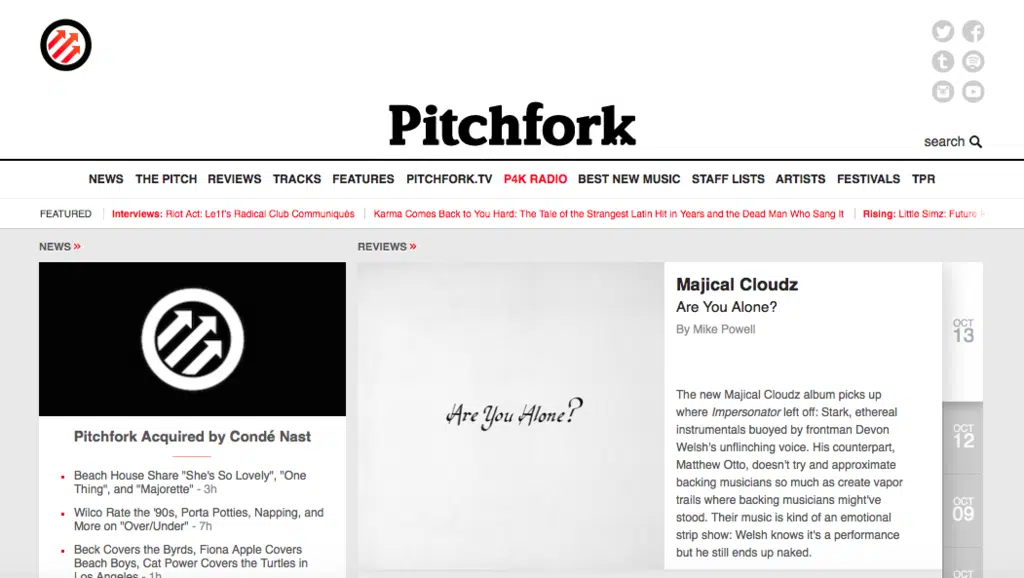 Pitchfork
search
NEWS THE PITCH REVIEWS TRACKS FEATURES PITCHFORK.TV P4K RADIO BEST NEW MUSIC STAFF LISTS ARTISTS FESTIVALS TPR
FEATURED Interviews: Riot Act: Le1f's Radical Club Communiqués Karma Comes Back to You Hard: The Tale of the Strangest Latin Hit in Years and the Dead Man Who Sang It Rising: Little Simz: Future
NEWS »
Pitchfork Acquired by Condé Nast
Beach House Share "She's So Lovely", "One
Thing", and "Majorette" - 3h
Wilco Rate the '90s, Porta Potties, Napping, and
More on "Over/Under" - 7h
Beck Covers the Byrds, Fiona Apple Covers
Beach Boys, Cat Power Covers the Turtles in
Los Angeles - 1h
REVIEWS »
Are You Alone?
Majical Cloudz
Are You Alone?
By Mike Powell
The new Majical Cloudz album picks up
where Impersonator left off: Stark, ethereal
instrumentals buoyed by frontman Devon
Welsh's unflinching voice. His counterpart,
Matthew Otto, doesn't try and approximate
backing musicians so much as create vapor
trails where backing musicians might've
stood. Their music is kind of an emotional
strip show: Welsh knows it's a performance
but he still ends up naked.
OCT
13
OCT
12
OCT
09
OCT